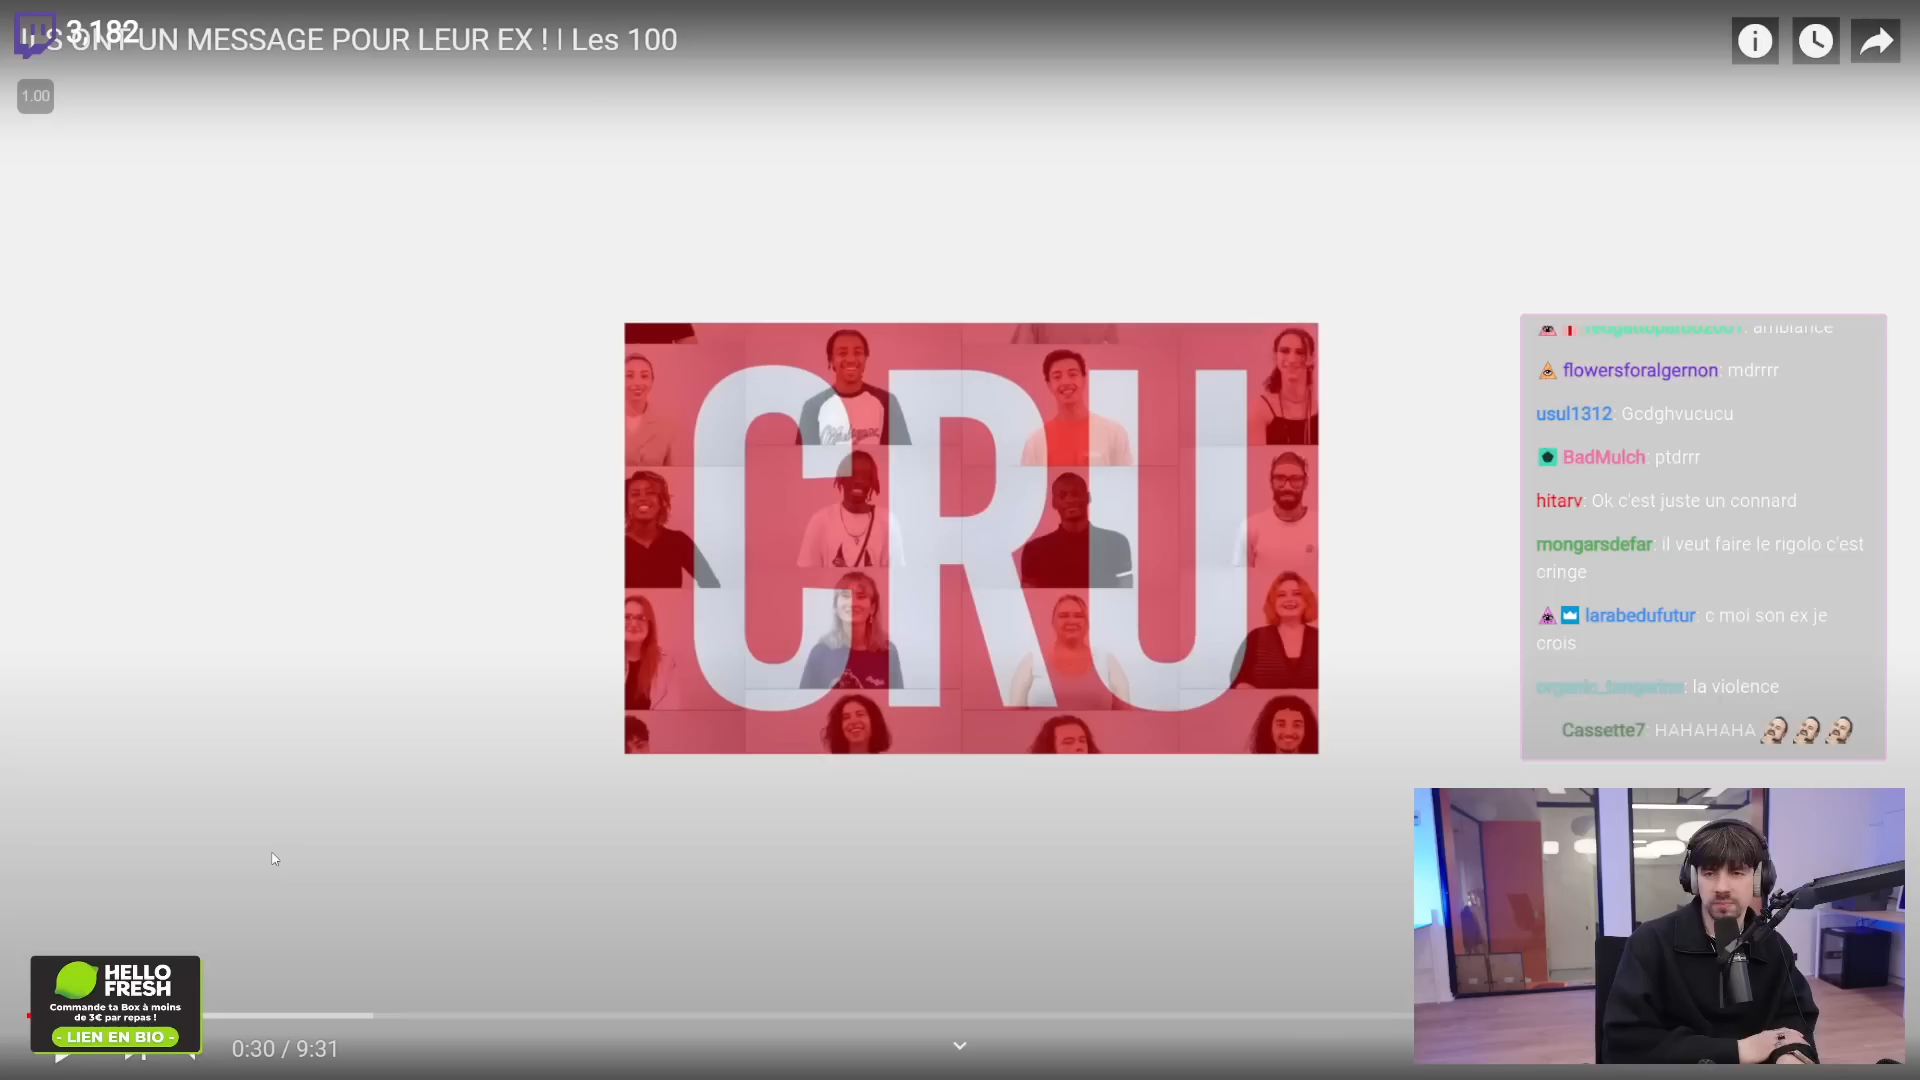 3,182
ILS ONT UN MESSAGE POUR LEUR EX ! | Les 100
1.00
CRU
: ambiance
flowersforalgernon: mdrrrr
usul1312: Gcdghvucucu
BadMulch: ptdrrr
hitarv: Ok c'est juste un connard
mongarsdefar: il veut faire le rigolo c'est
cringe
larabedufutur: c moi son ex je
crois
: la violence
Cassette7: HAHAHAHA
HELLO
FRESH
Commande ta Box à moins
de 3€ par repas !
- LIEN EN BIO -
0:30 / 9:31